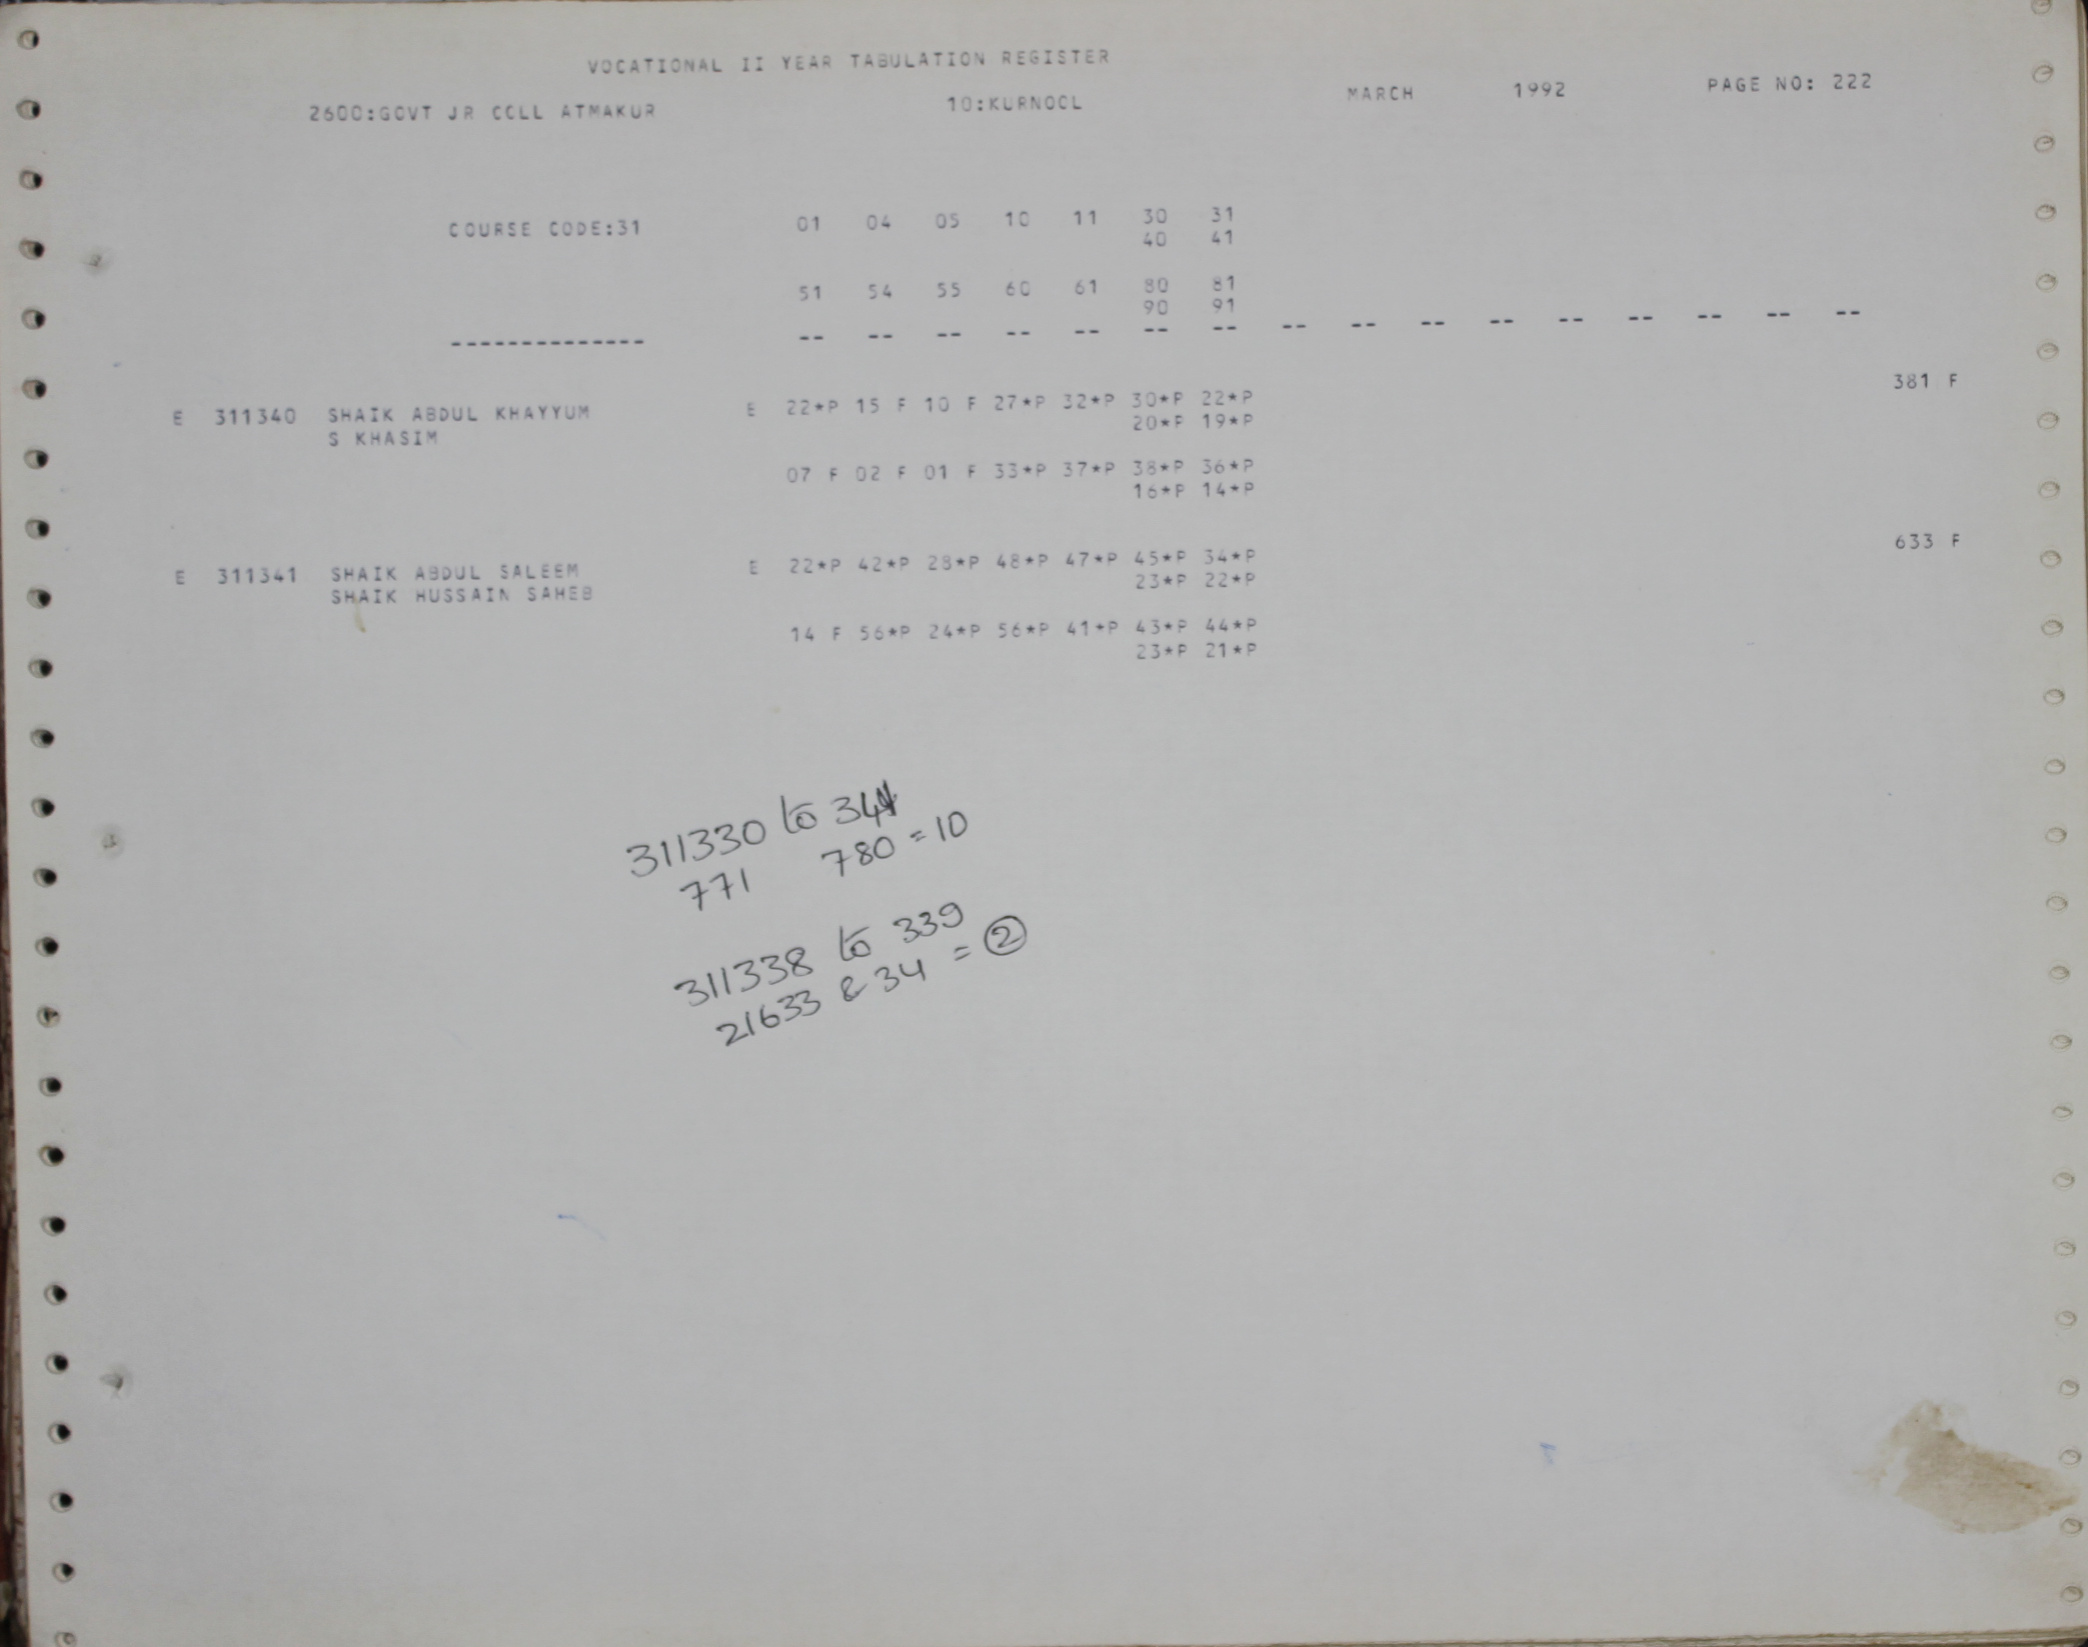 VOCATIONAL II YEAR TABULATION REGISTER
2600:GOVT JR COLL ATMAKUR 10:KURNOOL MARCH 1992 PAGE NO: 222
COURSE CODE:31 01 04 05 10 11 30 31
40 41
51 54 55 60 61 80 81
90 91
-------------- -- -- -- -- -- -- -- -- -- -- -- -- -- -- -- --
381 F
E 311340 SHAIK ABDUL KHAYYUM E 22*P 15 F 10 F 27*P 32*P 30*P 22*P
S KHASIM 20*P 19*P
07 F 02 F 01 F 33*P 37*P 38*P 36*P
16*P 14*P
633 F
E 311341 SHAIK ABDUL SALEEM E 22*P 42*P 28*P 48*P 47*P 45*P 34*P
SHAIK HUSSAIN SAHEB 23*P 22*P
14 F 56*P 24*P 56*P 41*P 43*P 44*P
23*P 21*P
311330 to
771 780 = 10
311338 to 339
21633 & 34 = 2